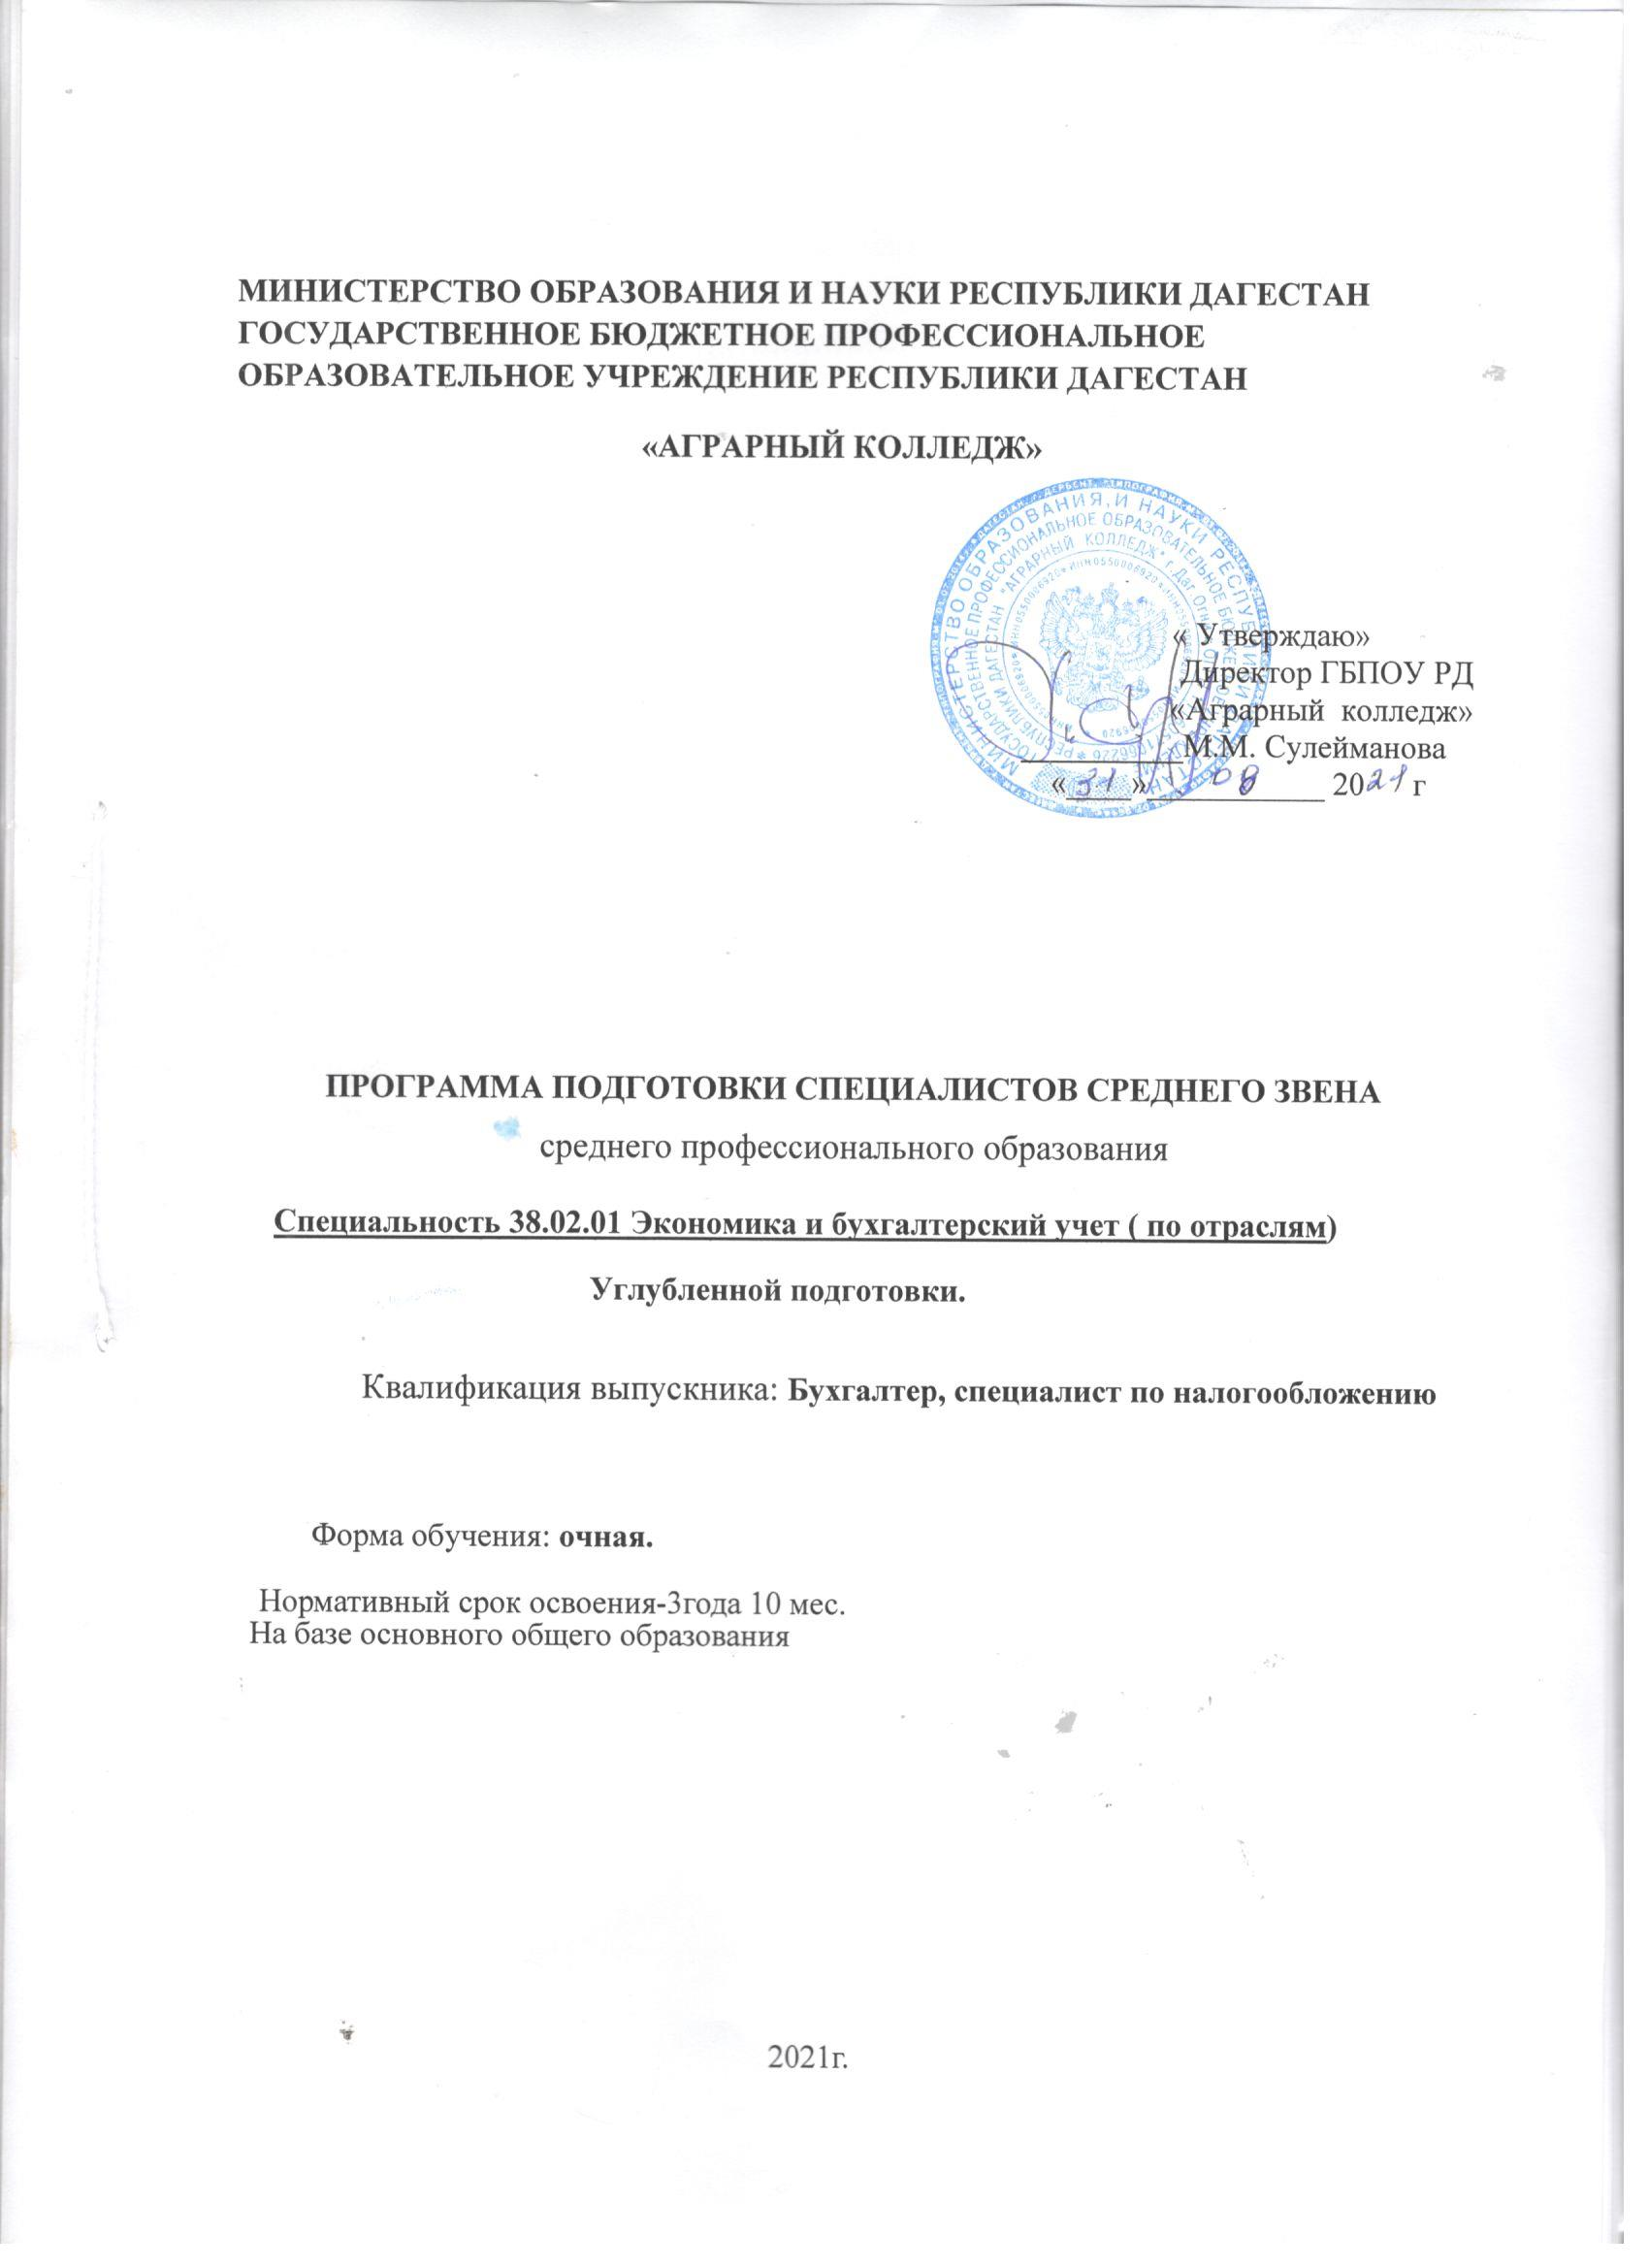 МИНИСТЕРСТВО ОБРАЗОВАНИЯ И НАУКИ РЕСПУБЛИКИ ДАГЕСТАН
ГОСУДАРСТВЕННОЕ БЮДЖЕТНОЕ ПРОФЕССИОНАЛЬНОЕ
ОБРАЗОВАТЕЛЬНОЕ УЧРЕЖДЕНИЕ РЕСПУБЛИКИ ДАГЕСТАН
«АГРАРНЫЙ КОЛЛЕДЖ»
« Утверждаю»
Директор ГБПОУ РД
«Аграрный колледж»
М.М. Сулейманова
«31» 08 2021 г
ПРОГРАММА ПОДГОТОВКИ СПЕЦИАЛИСТОВ СРЕДНЕГО ЗВЕНА
среднего профессионального образования
Специальность 38.02.01 Экономика и бухгалтерский учет ( по отраслям)
Углубленной подготовки.
Квалификация выпускника: Бухгалтер, специалист по налогообложению
Форма обучения: очная.
Нормативный срок освоения-3года 10 мес.
На базе основного общего образования
2021г.